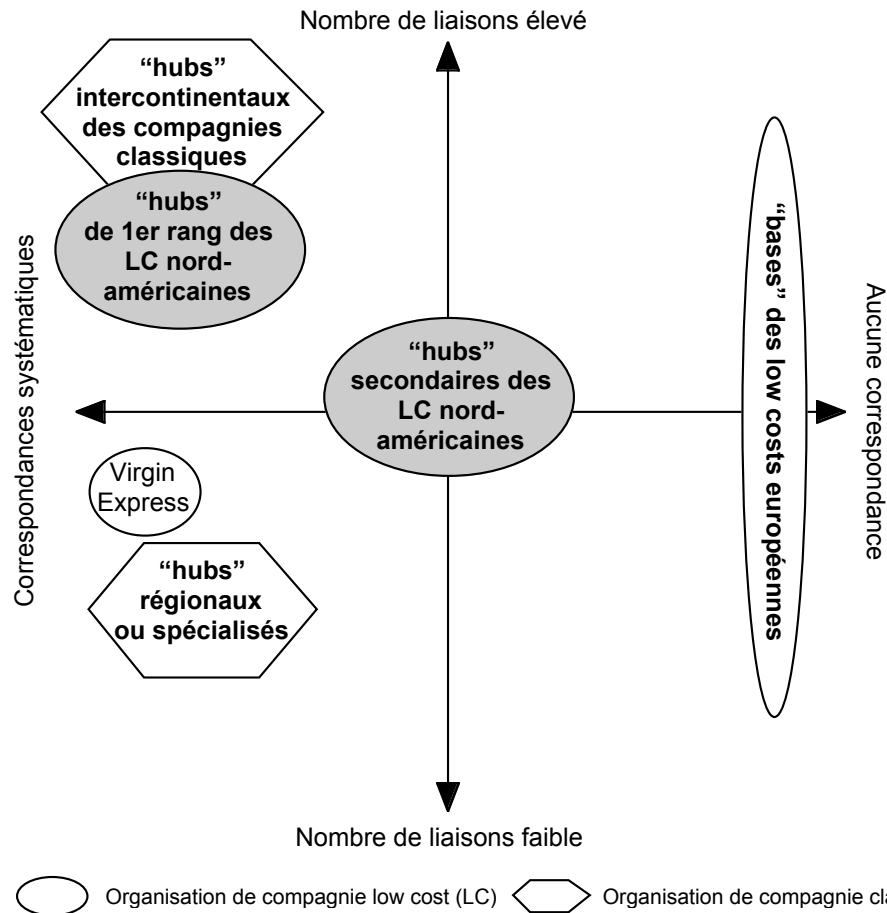 Nombre de liaisons élevé
“hubs”
intercontinentaux
des compagnies
classiques
“hubs”
de 1er rang des
LC nord-
américaines
“hubs”
secondaires des
LC nord-
américaines
Correspondances systématiques
“bases” des low costs européennes
Aucune correspondance
Virgin
Express
“hubs”
régionaux
ou spécialisés
Nombre de liaisons faible
Organisation de compagnie low cost (LC)
Organisation de compagnie cla